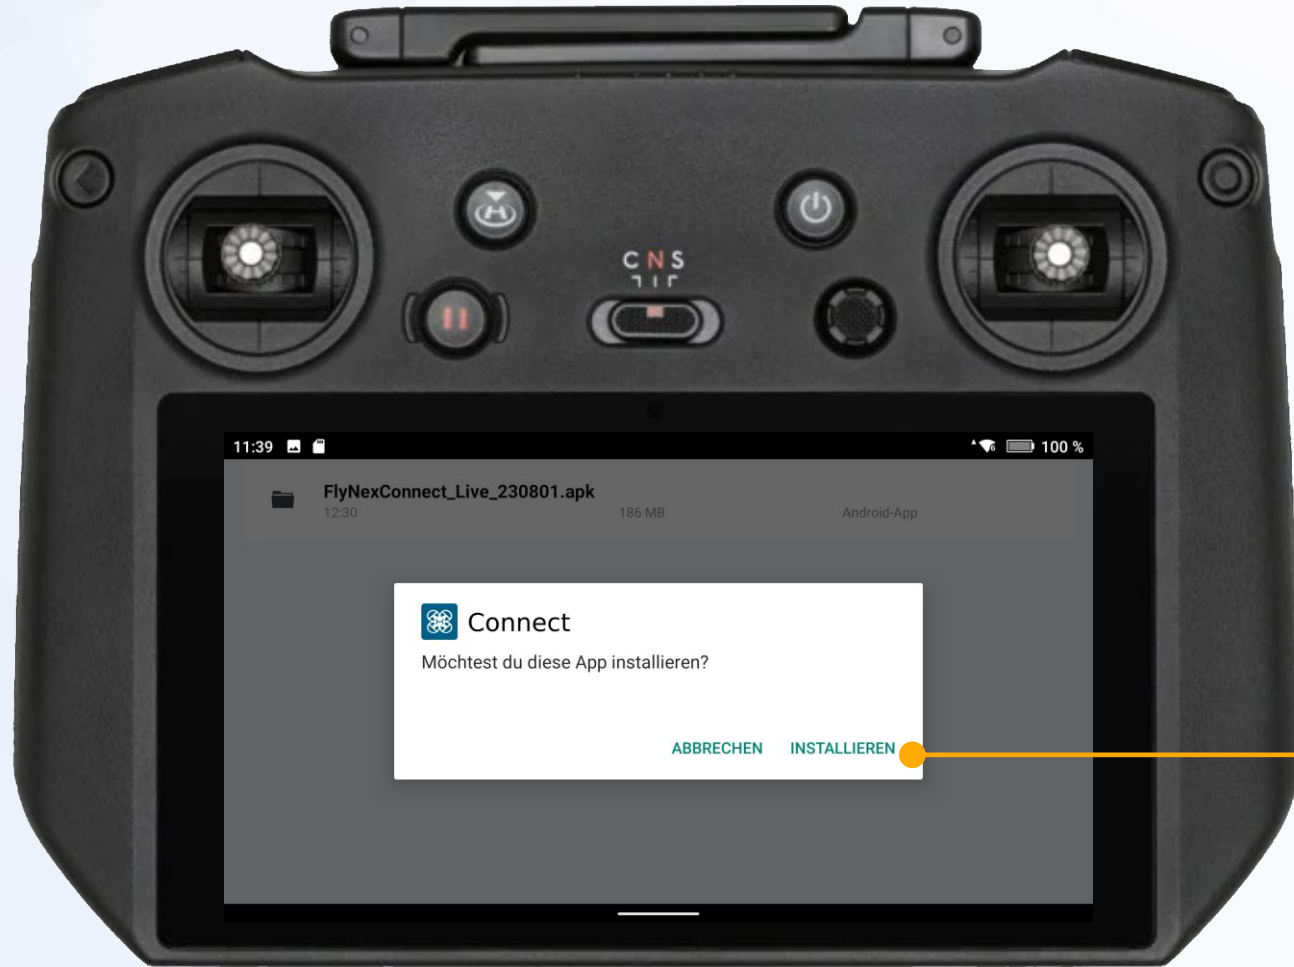 C N S
11:39 100 %
FlyNexConnect_Live_230801.apk
12:30 186 MB Android-App
Connect
Möchtest du diese App installieren?
ABBRECHEN INSTALLIEREN